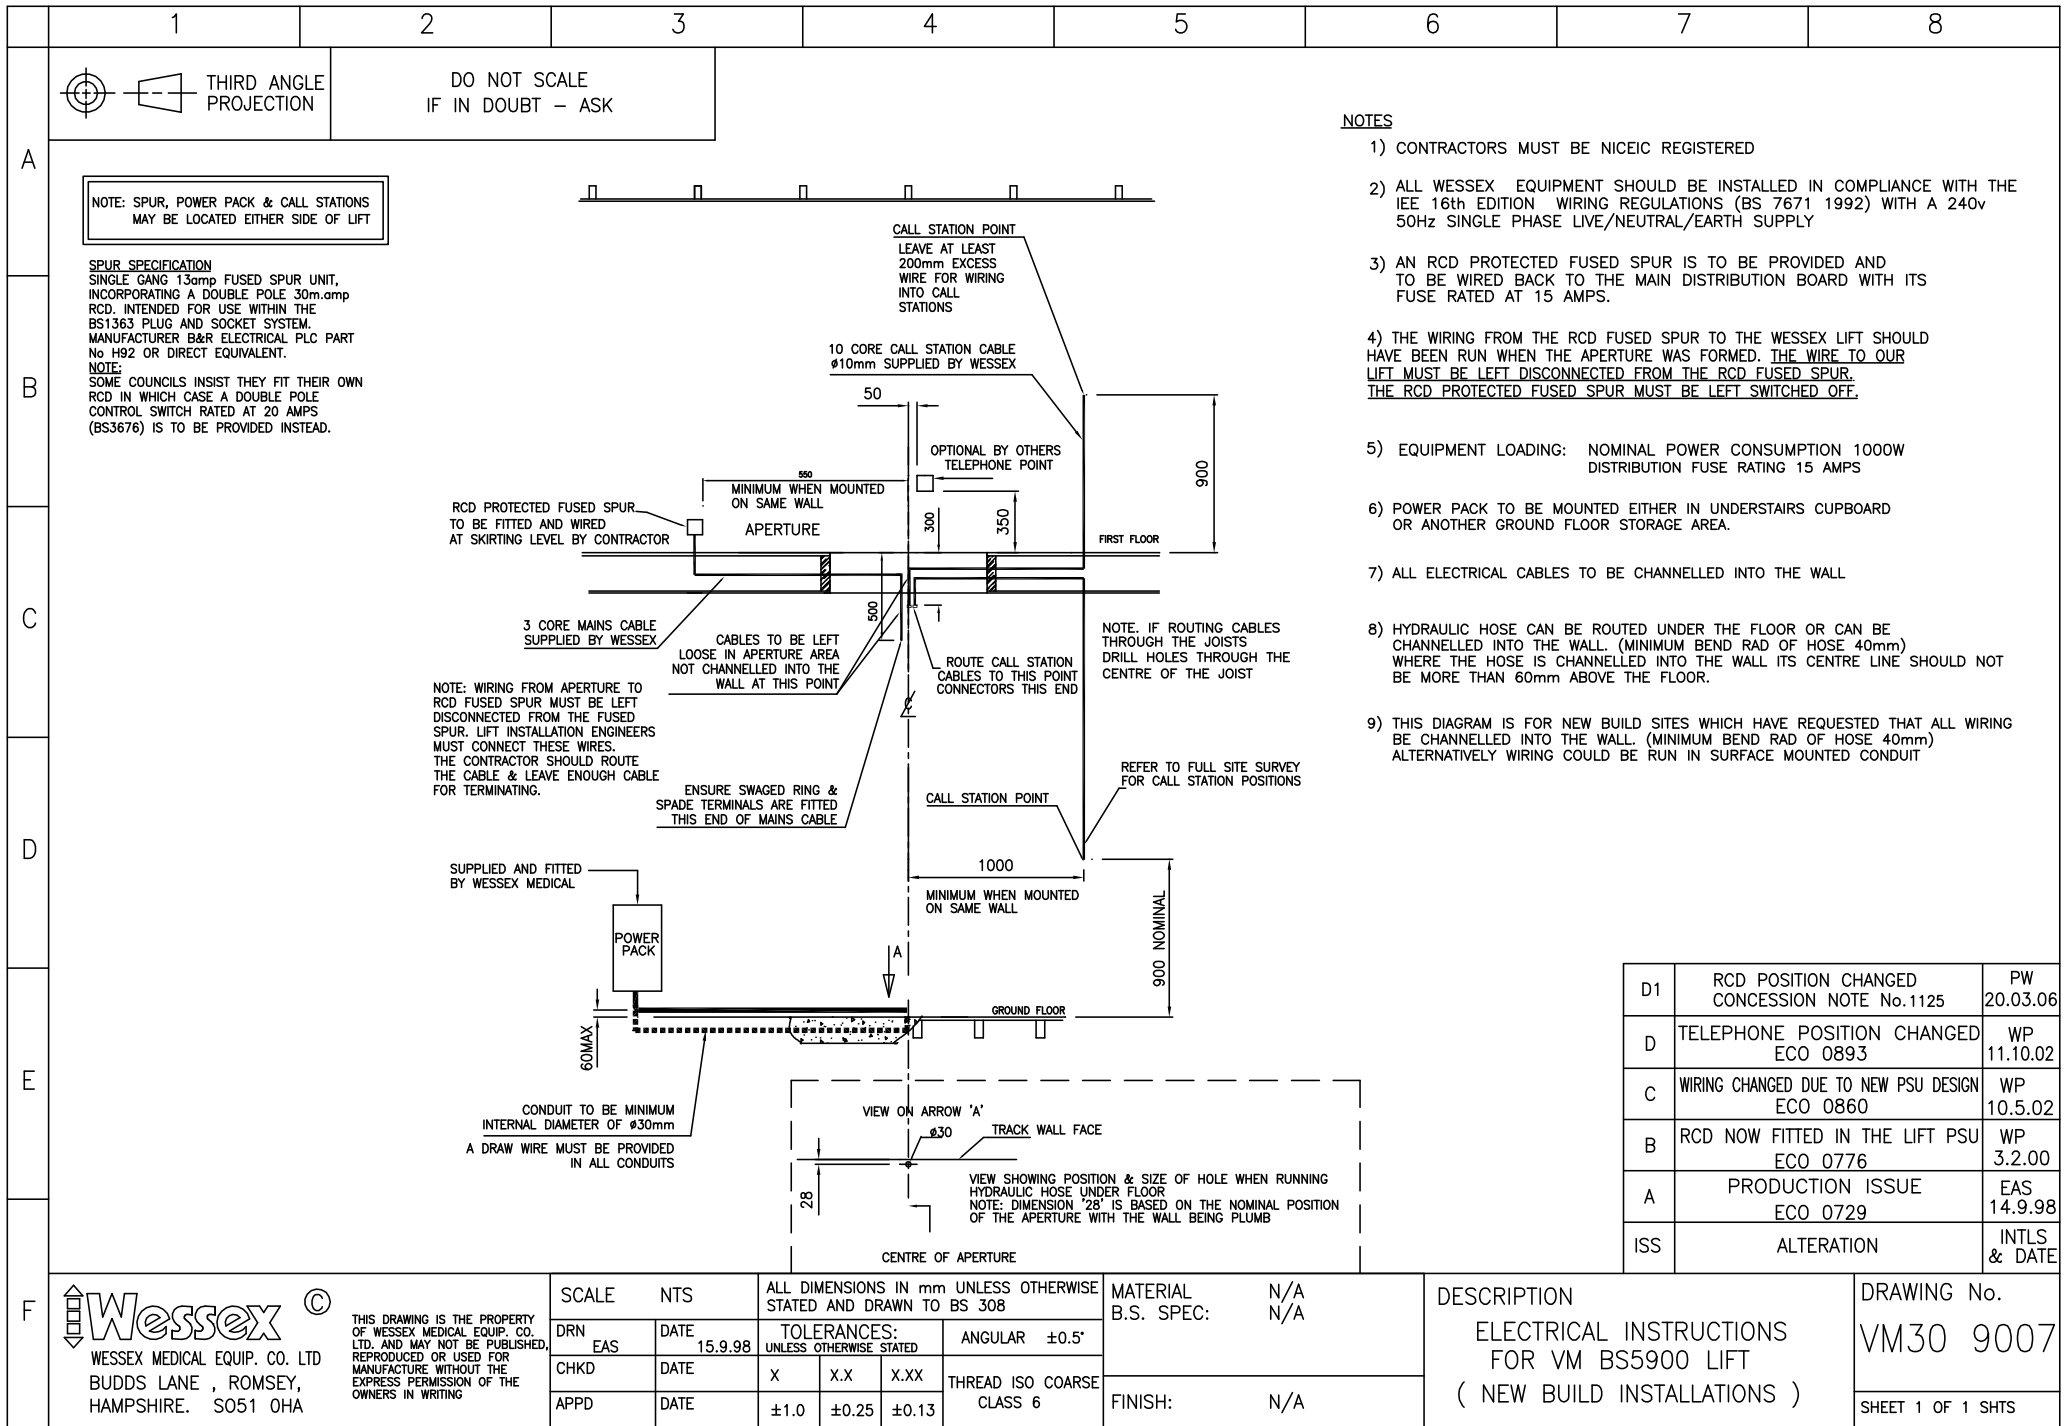 1 2 3 4 5 6 7 8
A
B
C
D
E
F
THIRD ANGLE
PROJECTION
DO NOT SCALE
IF IN DOUBT – ASK
NOTE: SPUR, POWER PACK & CALL STATIONS
MAY BE LOCATED EITHER SIDE OF LIFT
SPUR SPECIFICATION
SINGLE GANG 13amp FUSED SPUR UNIT,
INCORPORATING A DOUBLE POLE 30m.amp
RCD. INTENDED FOR USE WITHIN THE
BS1363 PLUG AND SOCKET SYSTEM.
MANUFACTURER B&R ELECTRICAL PLC PART
No H92 OR DIRECT EQUIVALENT.
NOTE:
SOME COUNCILS INSIST THEY FIT THEIR OWN
RCD IN WHICH CASE A DOUBLE POLE
CONTROL SWITCH RATED AT 20 AMPS
(BS3676) IS TO BE PROVIDED INSTEAD.
CALL STATION POINT
LEAVE AT LEAST
200mm EXCESS
WIRE FOR WIRING
INTO CALL
STATIONS
10 CORE CALL STATION CABLE
ø10mm SUPPLIED BY WESSEX
50
OPTIONAL BY OTHERS
TELEPHONE POINT
900
550
MINIMUM WHEN MOUNTED
ON SAME WALL
RCD PROTECTED FUSED SPUR
TO BE FITTED AND WIRED
AT SKIRTING LEVEL BY CONTRACTOR
APERTURE
300
350
FIRST FLOOR
500
3 CORE MAINS CABLE
SUPPLIED BY WESSEX
CABLES TO BE LEFT
LOOSE IN APERTURE AREA
NOT CHANNELLED INTO THE
WALL AT THIS POINT
ROUTE CALL STATION
CABLES TO THIS POINT
CONNECTORS THIS END
NOTE. IF ROUTING CABLES
THROUGH THE JOISTS
DRILL HOLES THROUGH THE
CENTRE OF THE JOIST
NOTE: WIRING FROM APERTURE TO
RCD FUSED SPUR MUST BE LEFT
DISCONNECTED FROM THE FUSED
SPUR. LIFT INSTALLATION ENGINEERS
MUST CONNECT THESE WIRES.
THE CONTRACTOR SHOULD ROUTE
THE CABLE & LEAVE ENOUGH CABLE
FOR TERMINATING.
ENSURE SWAGED RING &
SPADE TERMINALS ARE FITTED
THIS END OF MAINS CABLE
REFER TO FULL SITE SURVEY
FOR CALL STATION POSITIONS
CALL STATION POINT
SUPPLIED AND FITTED
BY WESSEX MEDICAL
1000
MINIMUM WHEN MOUNTED
ON SAME WALL
900 NOMINAL
POWER
PACK
A
GROUND FLOOR
60MAX
CONDUIT TO BE MINIMUM
INTERNAL DIAMETER OF ø30mm
A DRAW WIRE MUST BE PROVIDED
IN ALL CONDUITS
VIEW ON ARROW 'A'
ø30
TRACK WALL FACE
28
VIEW SHOWING POSITION & SIZE OF HOLE WHEN RUNNING
HYDRAULIC HOSE UNDER FLOOR
NOTE: DIMENSION '28' IS BASED ON THE NOMINAL POSITION
OF THE APERTURE WITH THE WALL BEING PLUMB
CENTRE OF APERTURE
NOTES
1) CONTRACTORS MUST BE NICEIC REGISTERED
2) ALL WESSEX EQUIPMENT SHOULD BE INSTALLED IN COMPLIANCE WITH THE
IEE 16th EDITION WIRING REGULATIONS (BS 7671 1992) WITH A 240v
50Hz SINGLE PHASE LIVE/NEUTRAL/EARTH SUPPLY
3) AN RCD PROTECTED FUSED SPUR IS TO BE PROVIDED AND
TO BE WIRED BACK TO THE MAIN DISTRIBUTION BOARD WITH ITS
FUSE RATED AT 15 AMPS.
4) THE WIRING FROM THE RCD FUSED SPUR TO THE WESSEX LIFT SHOULD
HAVE BEEN RUN WHEN THE APERTURE WAS FORMED. THE WIRE TO OUR
LIFT MUST BE LEFT DISCONNECTED FROM THE RCD FUSED SPUR.
THE RCD PROTECTED FUSED SPUR MUST BE LEFT SWITCHED OFF.
5) EQUIPMENT LOADING: NOMINAL POWER CONSUMPTION 1000W
DISTRIBUTION FUSE RATING 15 AMPS
6) POWER PACK TO BE MOUNTED EITHER IN UNDERSTAIRS CUPBOARD
OR ANOTHER GROUND FLOOR STORAGE AREA.
7) ALL ELECTRICAL CABLES TO BE CHANNELLED INTO THE WALL
8) HYDRAULIC HOSE CAN BE ROUTED UNDER THE FLOOR OR CAN BE
CHANNELLED INTO THE WALL. (MINIMUM BEND RAD OF HOSE 40mm)
WHERE THE HOSE IS CHANNELLED INTO THE WALL ITS CENTRE LINE SHOULD NOT
BE MORE THAN 60mm ABOVE THE FLOOR.
9) THIS DIAGRAM IS FOR NEW BUILD SITES WHICH HAVE REQUESTED THAT ALL WIRING
BE CHANNELLED INTO THE WALL. (MINIMUM BEND RAD OF HOSE 40mm)
ALTERNATIVELY WIRING COULD BE RUN IN SURFACE MOUNTED CONDUIT
D1 RCD POSITION CHANGED PW
CONCESSION NOTE No.1125 20.03.06
D TELEPHONE POSITION CHANGED WP
ECO 0893 11.10.02
C WIRING CHANGED DUE TO NEW PSU DESIGN WP
ECO 0860 10.5.02
B RCD NOW FITTED IN THE LIFT PSU WP
ECO 0776 3.2.00
A PRODUCTION ISSUE EAS
ECO 0729 14.9.98
ISS ALTERATION INTLS
& DATE
Wessex ©
WESSEX MEDICAL EQUIP. CO. LTD
BUDDS LANE , ROMSEY,
HAMPSHIRE. SO51 0HA
THIS DRAWING IS THE PROPERTY
OF WESSEX MEDICAL EQUIP. CO.
LTD. AND MAY NOT BE PUBLISHED,
REPRODUCED OR USED FOR
MANUFACTURE WITHOUT THE
EXPRESS PERMISSION OF THE
OWNERS IN WRITING
SCALE NTS
DRN EAS DATE 15.9.98
CHKD DATE
APPD DATE
ALL DIMENSIONS IN mm UNLESS OTHERWISE
STATED AND DRAWN TO BS 308
TOLERANCES:
UNLESS OTHERWISE STATED
ANGULAR ±0.5°
X X.X X.XX
±1.0 ±0.25 ±0.13
THREAD ISO COARSE
CLASS 6
MATERIAL N/A
B.S. SPEC: N/A
FINISH: N/A
DESCRIPTION
ELECTRICAL INSTRUCTIONS
FOR VM BS5900 LIFT
( NEW BUILD INSTALLATIONS )
DRAWING No.
VM30 9007
SHEET 1 OF 1 SHTS